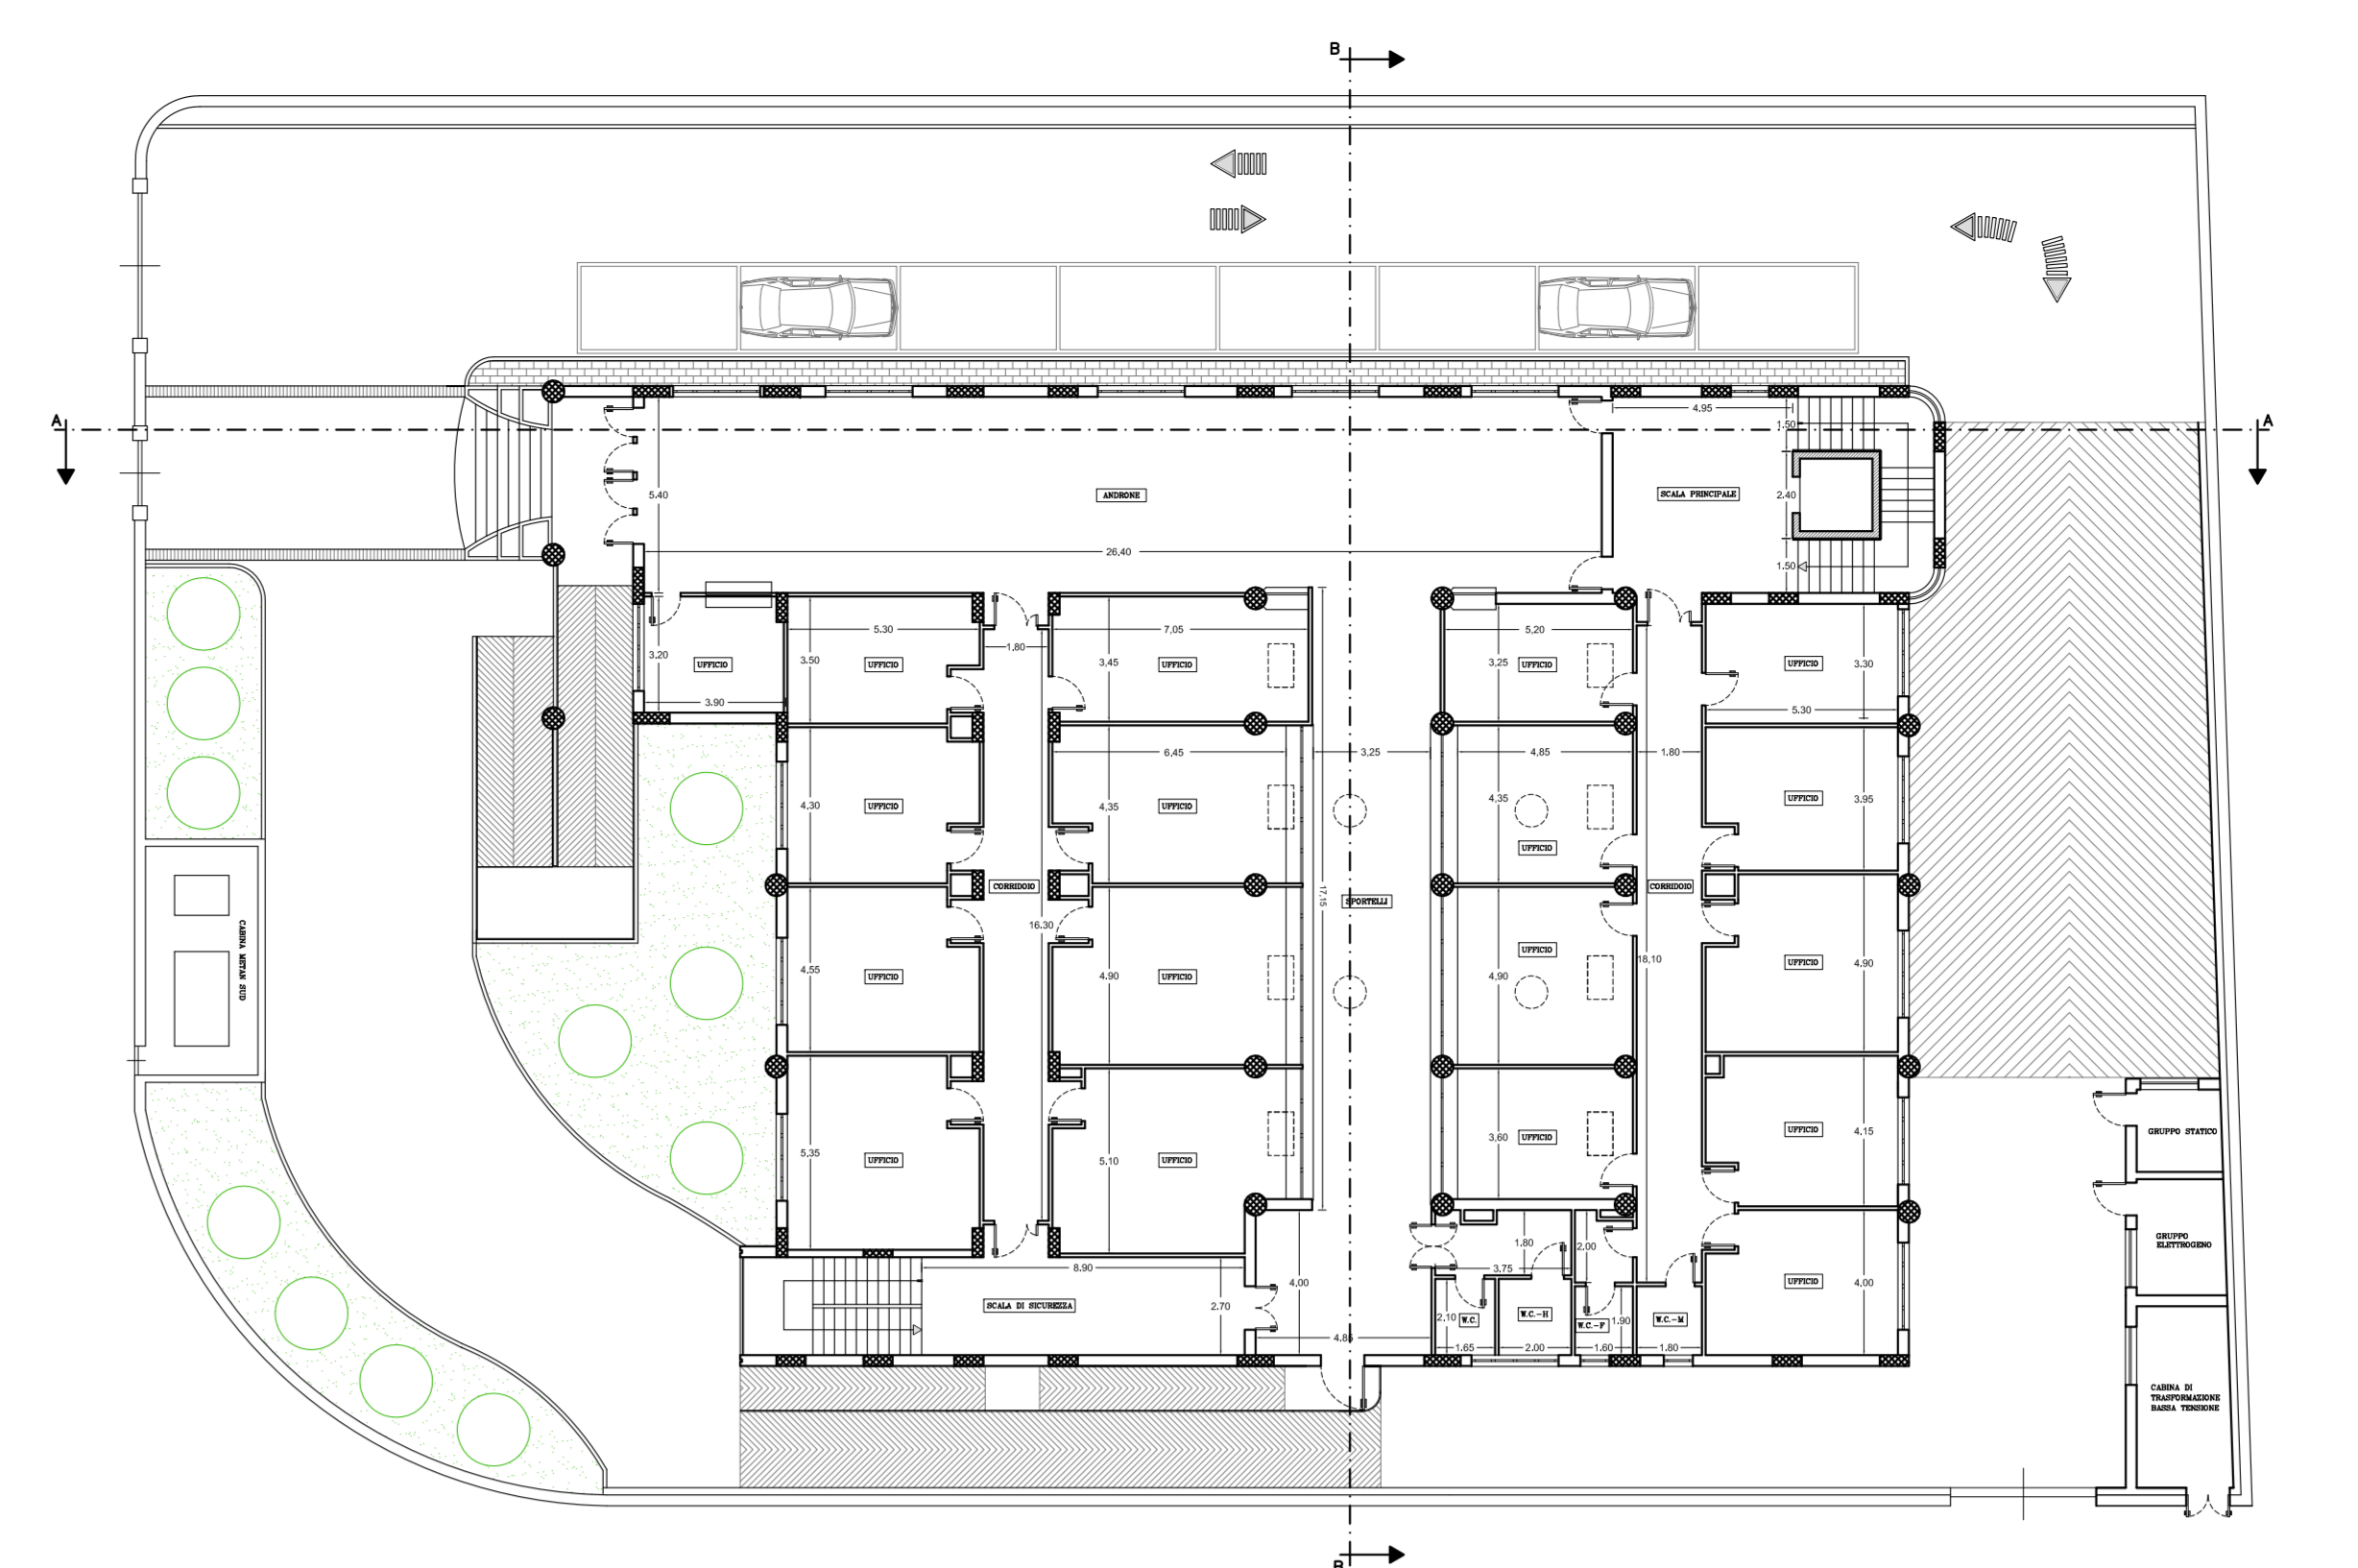 B
A
A
4.95
1.50
5.40
ANDRONE
SCALA PRINCIPALE
2.40
26.40
1.50
5.30
7,05
5,20
3,20
UFFICIO
3.50
UFFICIO
1,80
3,45
UFFICIO
3,25
UFFICIO
UFFICIO
3.30
3.90
5.30
6,45
3,25
4,85
1,80
4,30
UFFICIO
4,35
UFFICIO
4,35
UFFICIO
UFFICIO
3.95
CORRIDOIO
17,15
SPORTELLI
CORRIDOIO
16.30
CABINA METAN SUD
4,55
UFFICIO
4,90
UFFICIO
4,90
UFFICIO
18,10
UFFICIO
4.90
5.35
UFFICIO
5.10
UFFICIO
3,60
UFFICIO
UFFICIO
4.15
GRUPPO STATICO
GRUPPO
ELETTROGENO
1.80
2.00
8.90
3.75
4,00
UFFICIO
4,00
SCALA DI SICUREZZA
2.70
2.10
W.C.
W.C.-H
W.C.-F
1.90
W.C.-M
4.85
1.65
2.00
1.60
1.80
CABINA DI
TRASFORMAZIONE
BASSA TENSIONE
B